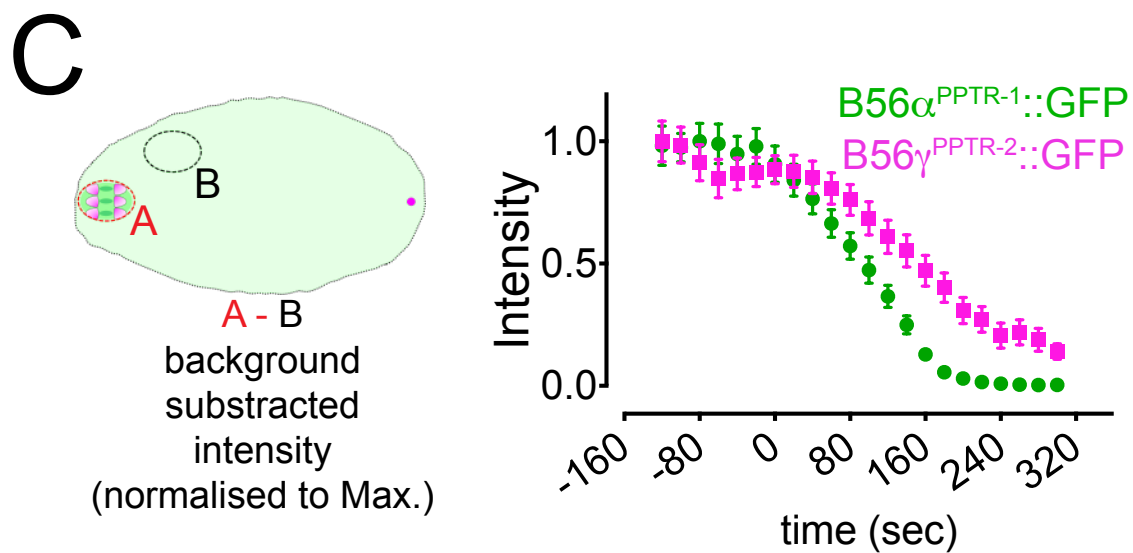 C
B
A
A - B
background
substracted
intensity
(normalised to Max.)
B56α^PPTR-1::GFP
B56γ^PPTR-2::GFP
Intensity
1.0
0.5
0.0
-160 -80 0 80 160 240 320
time (sec)